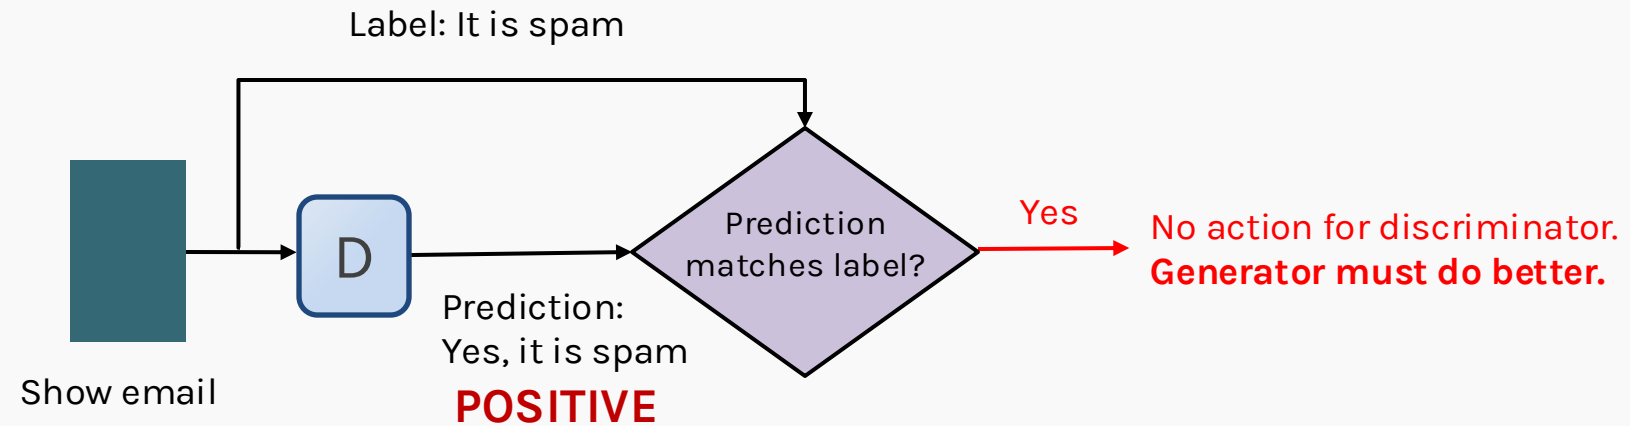 Label: It is spam
Show email
D
Prediction:
Yes, it is spam
POSITIVE
Prediction
matches label?
Yes
No action for discriminator.
Generator must do better.